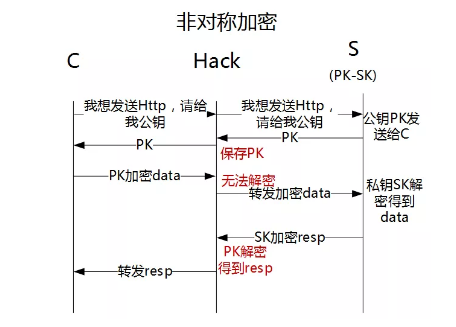 非对称加密
C
Hack
S
(PK-SK)
我想发送Http，请给
我公钥
我想发送Http，
请给我公钥
公钥PK发
送给C
PK
PK
保存PK
PK加密data
无法解密
转发加密data
私钥SK解
密得到
data
SK加密resp
PK解密
得到resp
转发resp